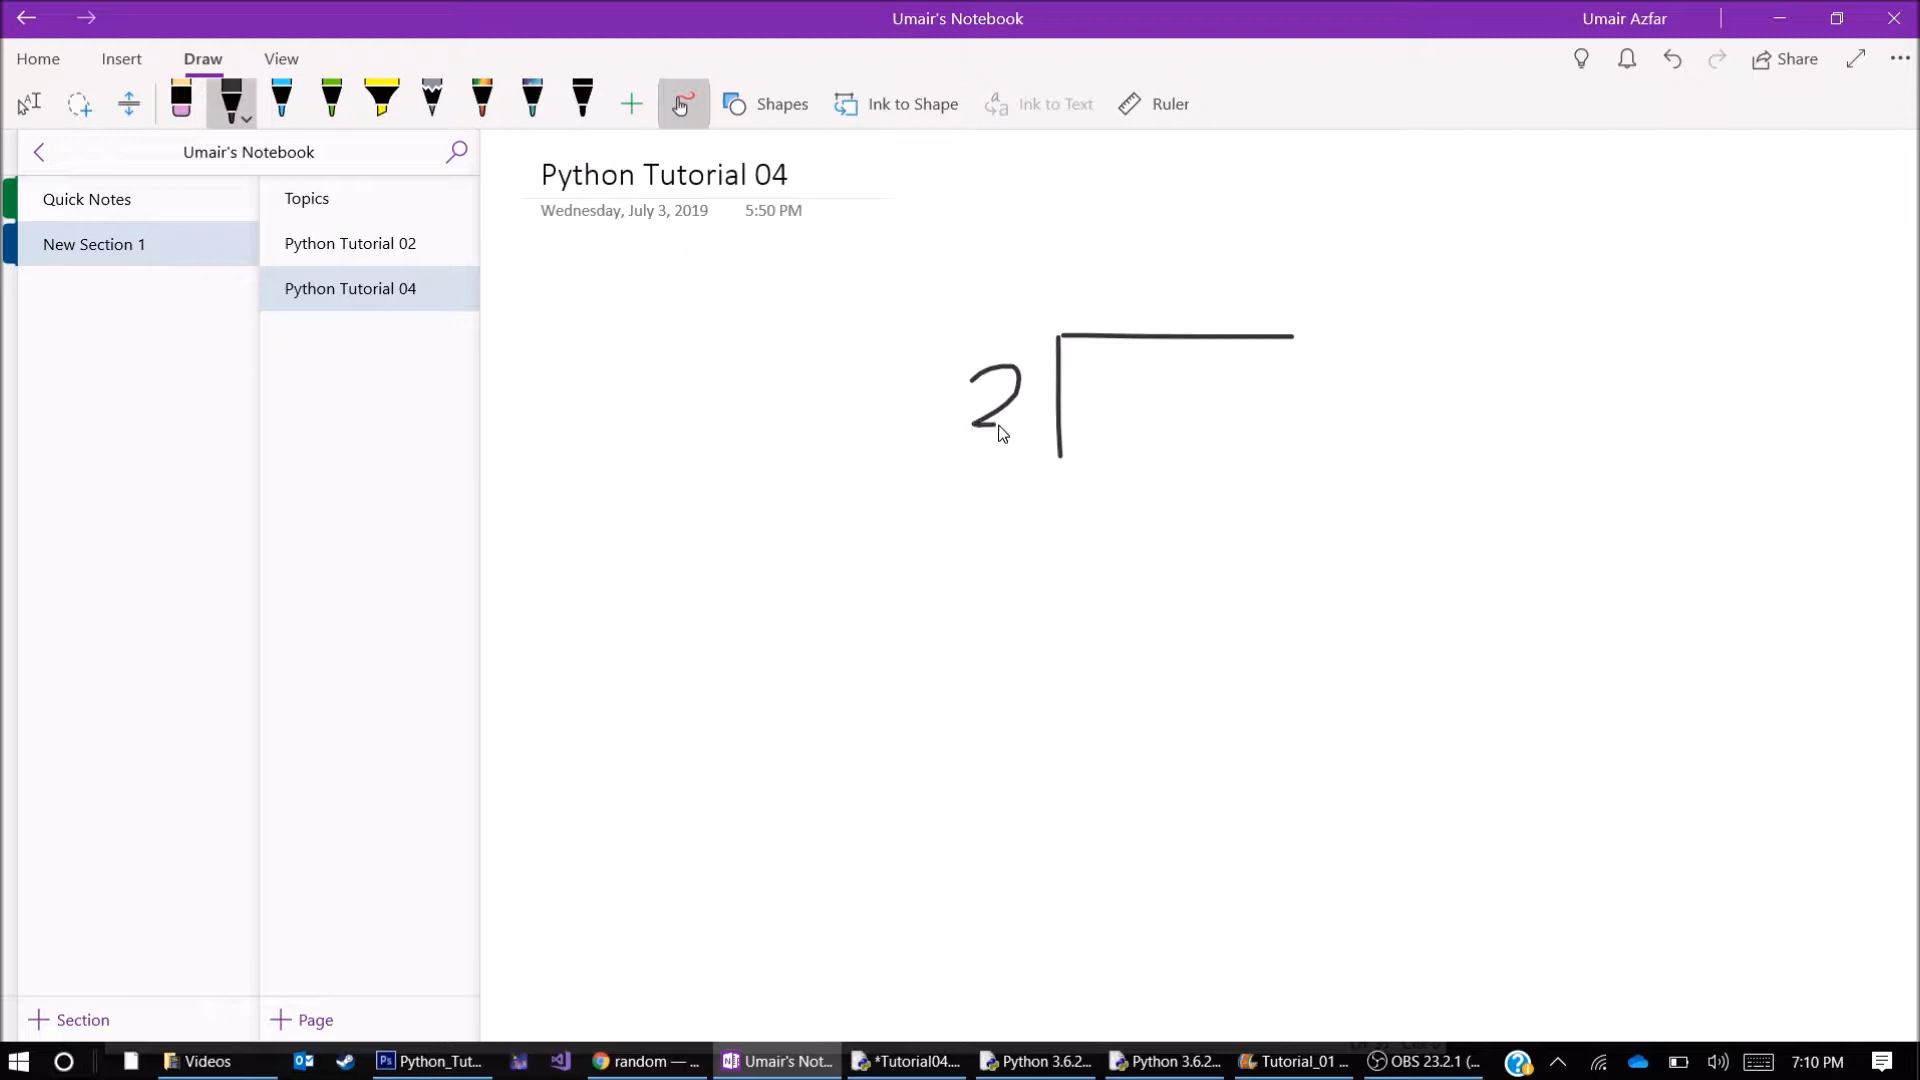 Umair's Notebook
Umair Azfar
Home
Insert
Draw
View
Share
Shapes
Ink to Shape
Ink to Text
Ruler
Umair's Notebook
Quick Notes
New Section 1
Topics
Python Tutorial 02
Python Tutorial 04
Python Tutorial 04
Wednesday, July 3, 2019 5:50 PM
2
Section
Page
Videos
Python_Tut...
random — ...
Umair's Not...
*Tutorial04....
Python 3.6.2...
Python 3.6.2...
Tutorial_01 ...
OBS 23.2.1 (...
7:10 PM